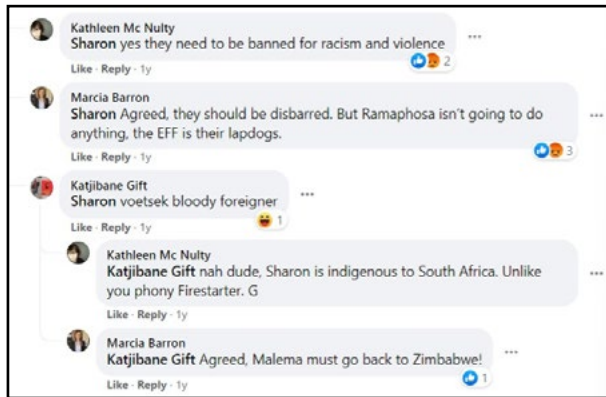 Kathleen Mc Nulty
Sharon yes they need to be banned for racism and violence
2
Like · Reply · 1y
Marcia Barron
Sharon Agreed, they should be disbarred. But Ramaphosa isn't going to do
anything, the EFF is their lapdogs.
3
Like · Reply · 1y
Katjibane Gift
Sharon voetsek bloody foreigner
1
Like · Reply · 1y
Kathleen Mc Nulty
Katjibane Gift nah dude, Sharon is indigenous to South Africa. Unlike
you phony Firestarter. G
Like · Reply · 1y
Marcia Barron
Katjibane Gift Agreed, Malema must go back to Zimbabwe!
1
Like · Reply · 1y